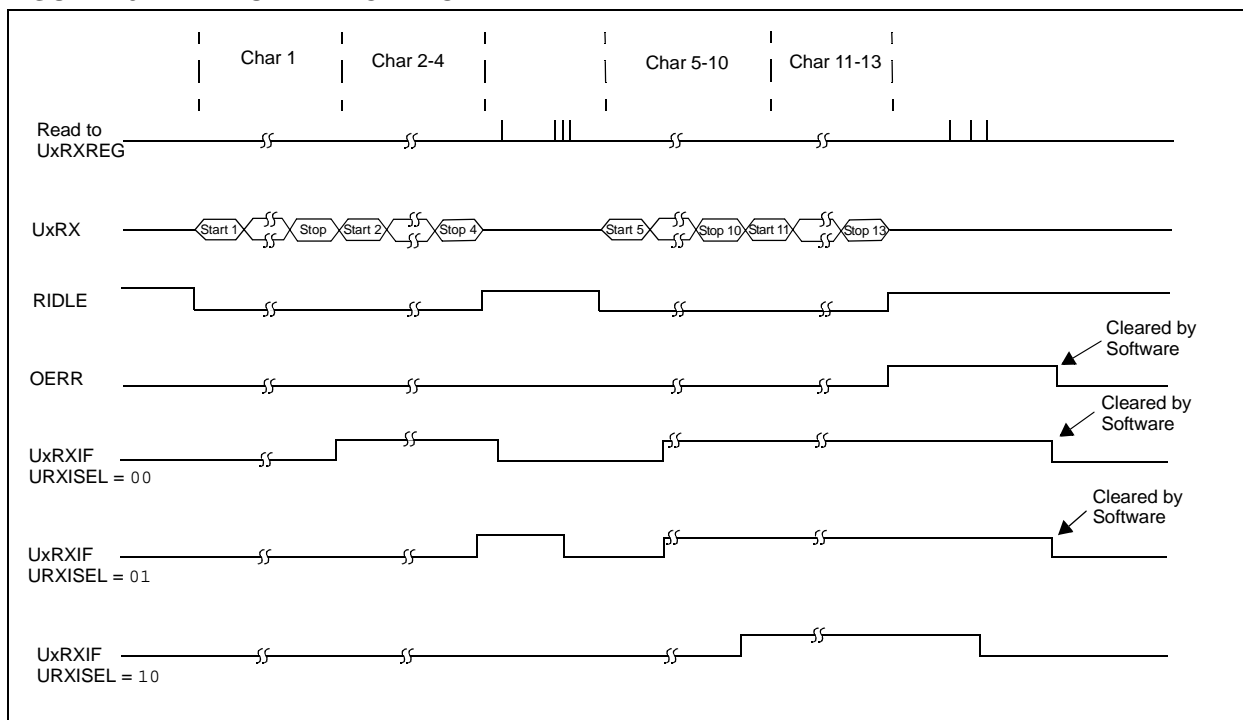 Char 1
Char 2-4
Char 5-10
Char 11-13
Read to
UxRXREG
UxRX
Start 1
Stop
Start 2
Stop 4
Start 5
Stop 10
Start 11
Stop 13
RIDLE
Cleared by
Software
OERR
Cleared by
Software
UxRXIF
URXISEL = 00
Cleared by
Software
UxRXIF
URXISEL = 01
UxRXIF
URXISEL = 10